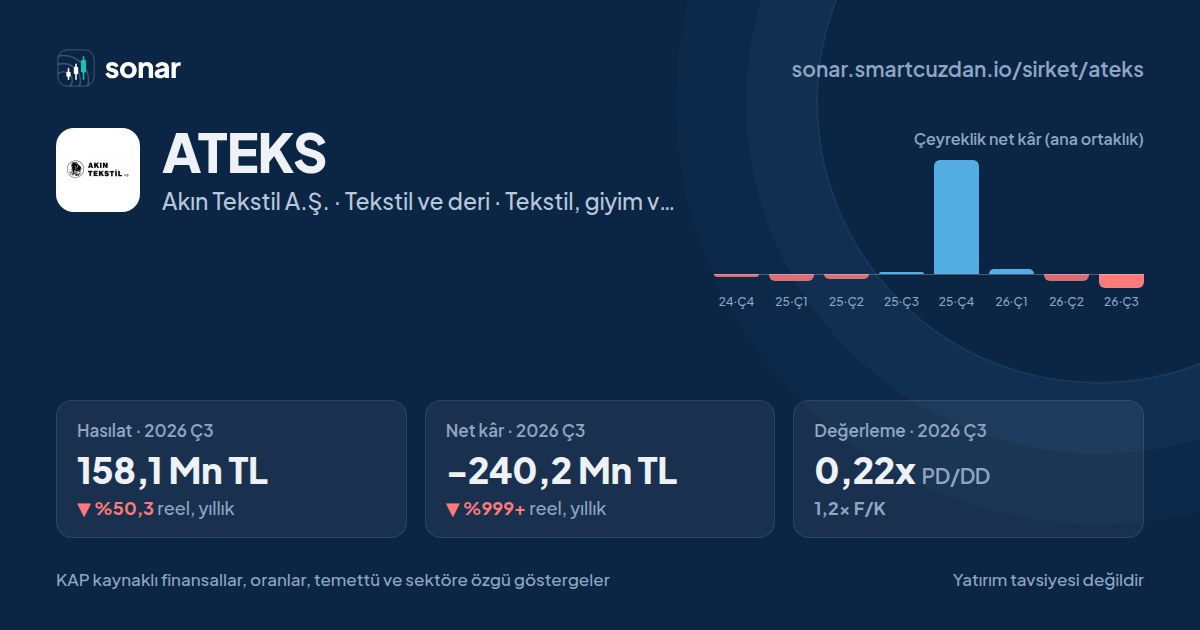 sonar
sonar.smartcuzdan.io/sirket/ateks
AKIN
TEKSTİL
ATEKS
Akın Tekstil A.Ş. · Tekstil ve deri · Tekstil, giyim v…
Çeyreklik net kâr (ana ortaklık)
24·Ç4 25·Ç1 25·Ç2 25·Ç3 25·Ç4 26·Ç1 26·Ç2 26·Ç3
Hasılat · 2026 Ç3
158,1 Mn TL
▼ %50,3 reel, yıllık
Net kâr · 2026 Ç3
−240,2 Mn TL
▼ %999+ reel, yıllık
Değerleme · 2026 Ç3
0,22x PD/DD
1,2× F/K
KAP kaynaklı finansallar, oranlar, temettü ve sektöre özgü göstergeler
Yatırım tavsiyesi değildir